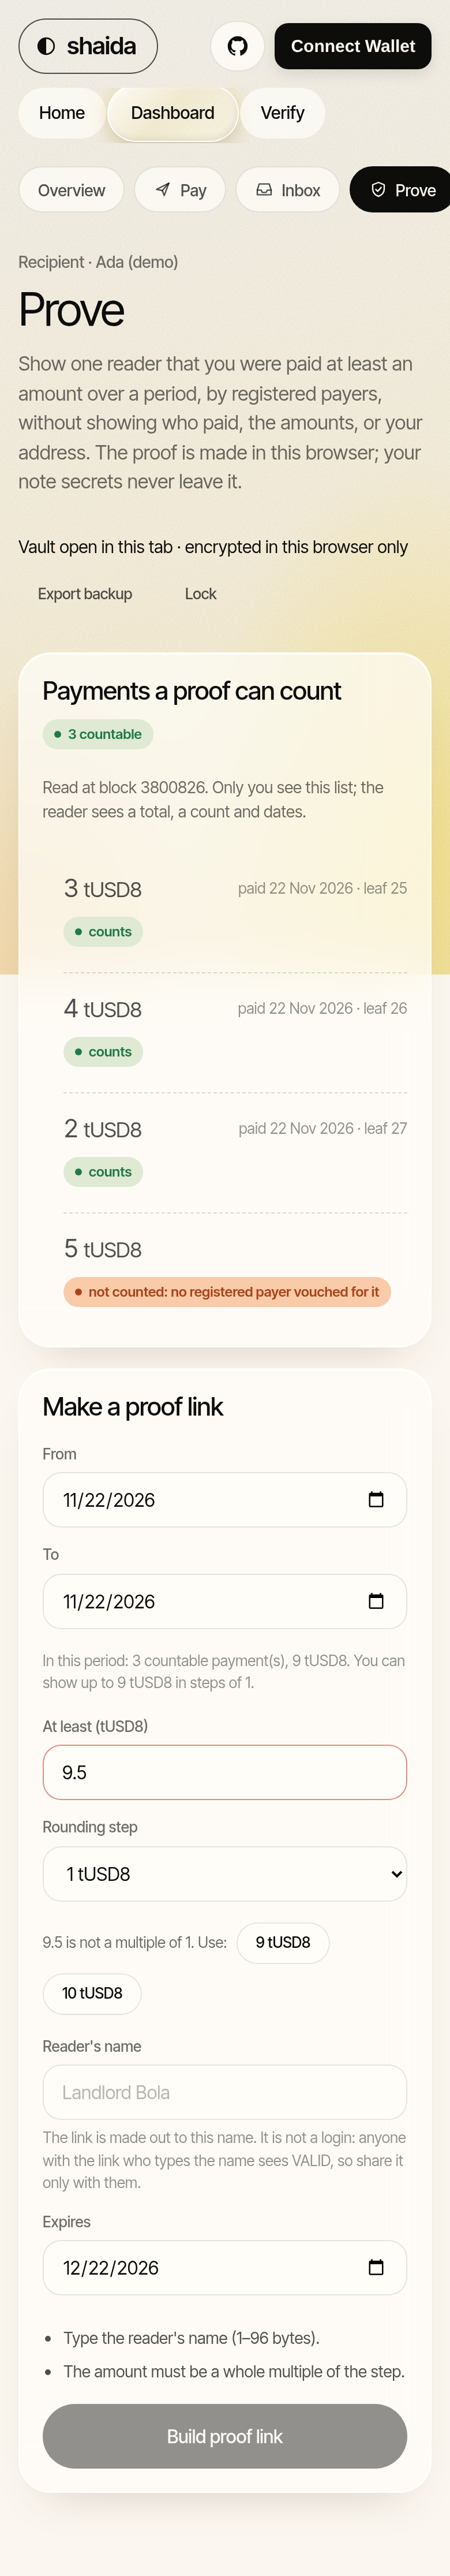 shaida
Connect Wallet
Home
Dashboard
Verify
Overview
Pay
Inbox
Prove
Recipient · Ada (demo)
Prove
Show one reader that you were paid at least an
amount over a period, by registered payers,
without showing who paid, the amounts, or your
address. The proof is made in this browser; your
note secrets never leave it.
Vault open in this tab · encrypted in this browser only
Export backup
Lock
Payments a proof can count
3 countable
Read at block 3800826. Only you see this list; the
reader sees a total, a count and dates.
3 tUSD8
paid 22 Nov 2026 · leaf 25
counts
4 tUSD8
paid 22 Nov 2026 · leaf 26
counts
2 tUSD8
paid 22 Nov 2026 · leaf 27
counts
5 tUSD8
not counted: no registered payer vouched for it
Make a proof link
From
11/22/2026
To
11/22/2026
In this period: 3 countable payment(s), 9 tUSD8. You can
show up to 9 tUSD8 in steps of 1.
At least (tUSD8)
9.5
Rounding step
1 tUSD8
9.5 is not a multiple of 1. Use:
9 tUSD8
10 tUSD8
Reader's name
Landlord Bola
The link is made out to this name. It is not a login: anyone
with the link who types the name sees VALID, so share it
only with them.
Expires
12/22/2026
• Type the reader's name (1–96 bytes).
• The amount must be a whole multiple of the step.
Build proof link